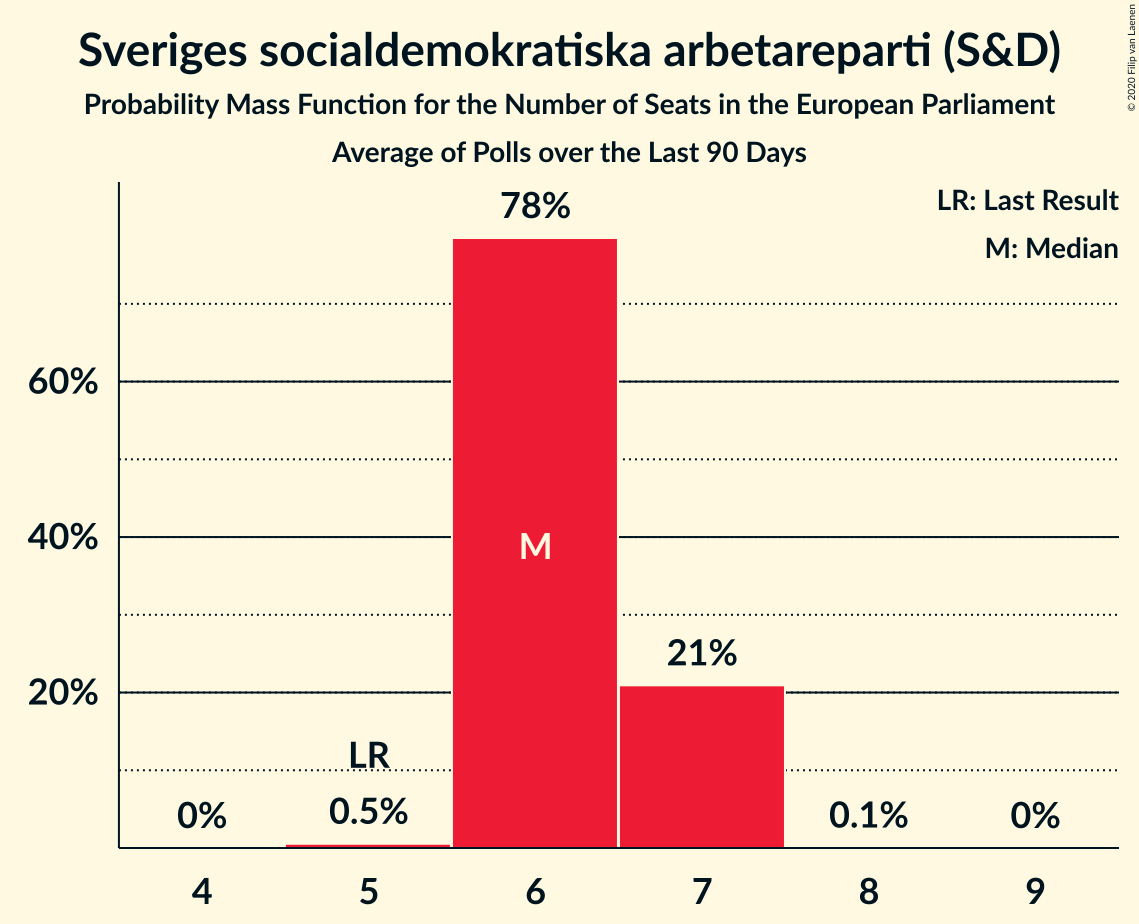 Sveriges socialdemokratiska arbetareparti (S&D)
Probability Mass Function for the Number of Seats in the European Parliament
Average of Polls over the Last 90 Days
© 2020 Filip van Laenen
LR: Last Result
M: Median
78%
60%
40%
M
21%
20%
LR
0%
0.5%
0.1%
0%
4
5
6
7
8
9